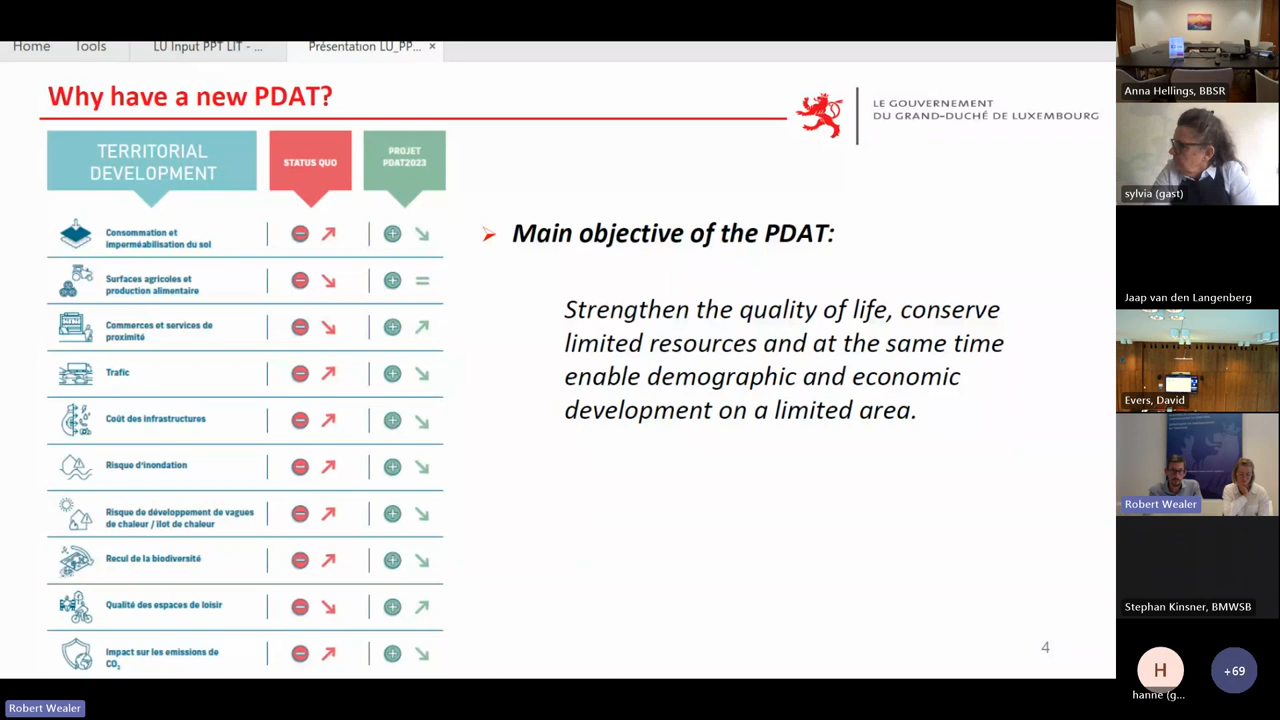 Home
Tools
LU Input PPT LIT - ...
Présentation LU_PP...
×
Why have a new PDAT?
LE GOUVERNEMENT
DU GRAND-DUCHÉ DE LUXEMBOURG
TERRITORIAL
DEVELOPMENT
STATUS QUO
PROJET
PDAT2023
Consommation et
imperméabilisation du sol
Surfaces agricoles et
production alimentaire
Commerces et services de
proximité
Trafic
Coût des infrastructures
Risque d'inondation
Risque de développement de vagues
de chaleur / îlot de chaleur
Recul de la biodiversité
Qualité des espaces de loisir
Impact sur les emissions de
CO₂
Main objective of the PDAT:
Strengthen the quality of life, conserve
limited resources and at the same time
enable demographic and economic
development on a limited area.
4
Anna Hellings, BBSR
sylvia (gast)
Jaap van den Langenberg
Evers, David
Robert Wealer
Stephan Kinsner, BMWSB
H
hanne (g...
+69
Robert Wealer